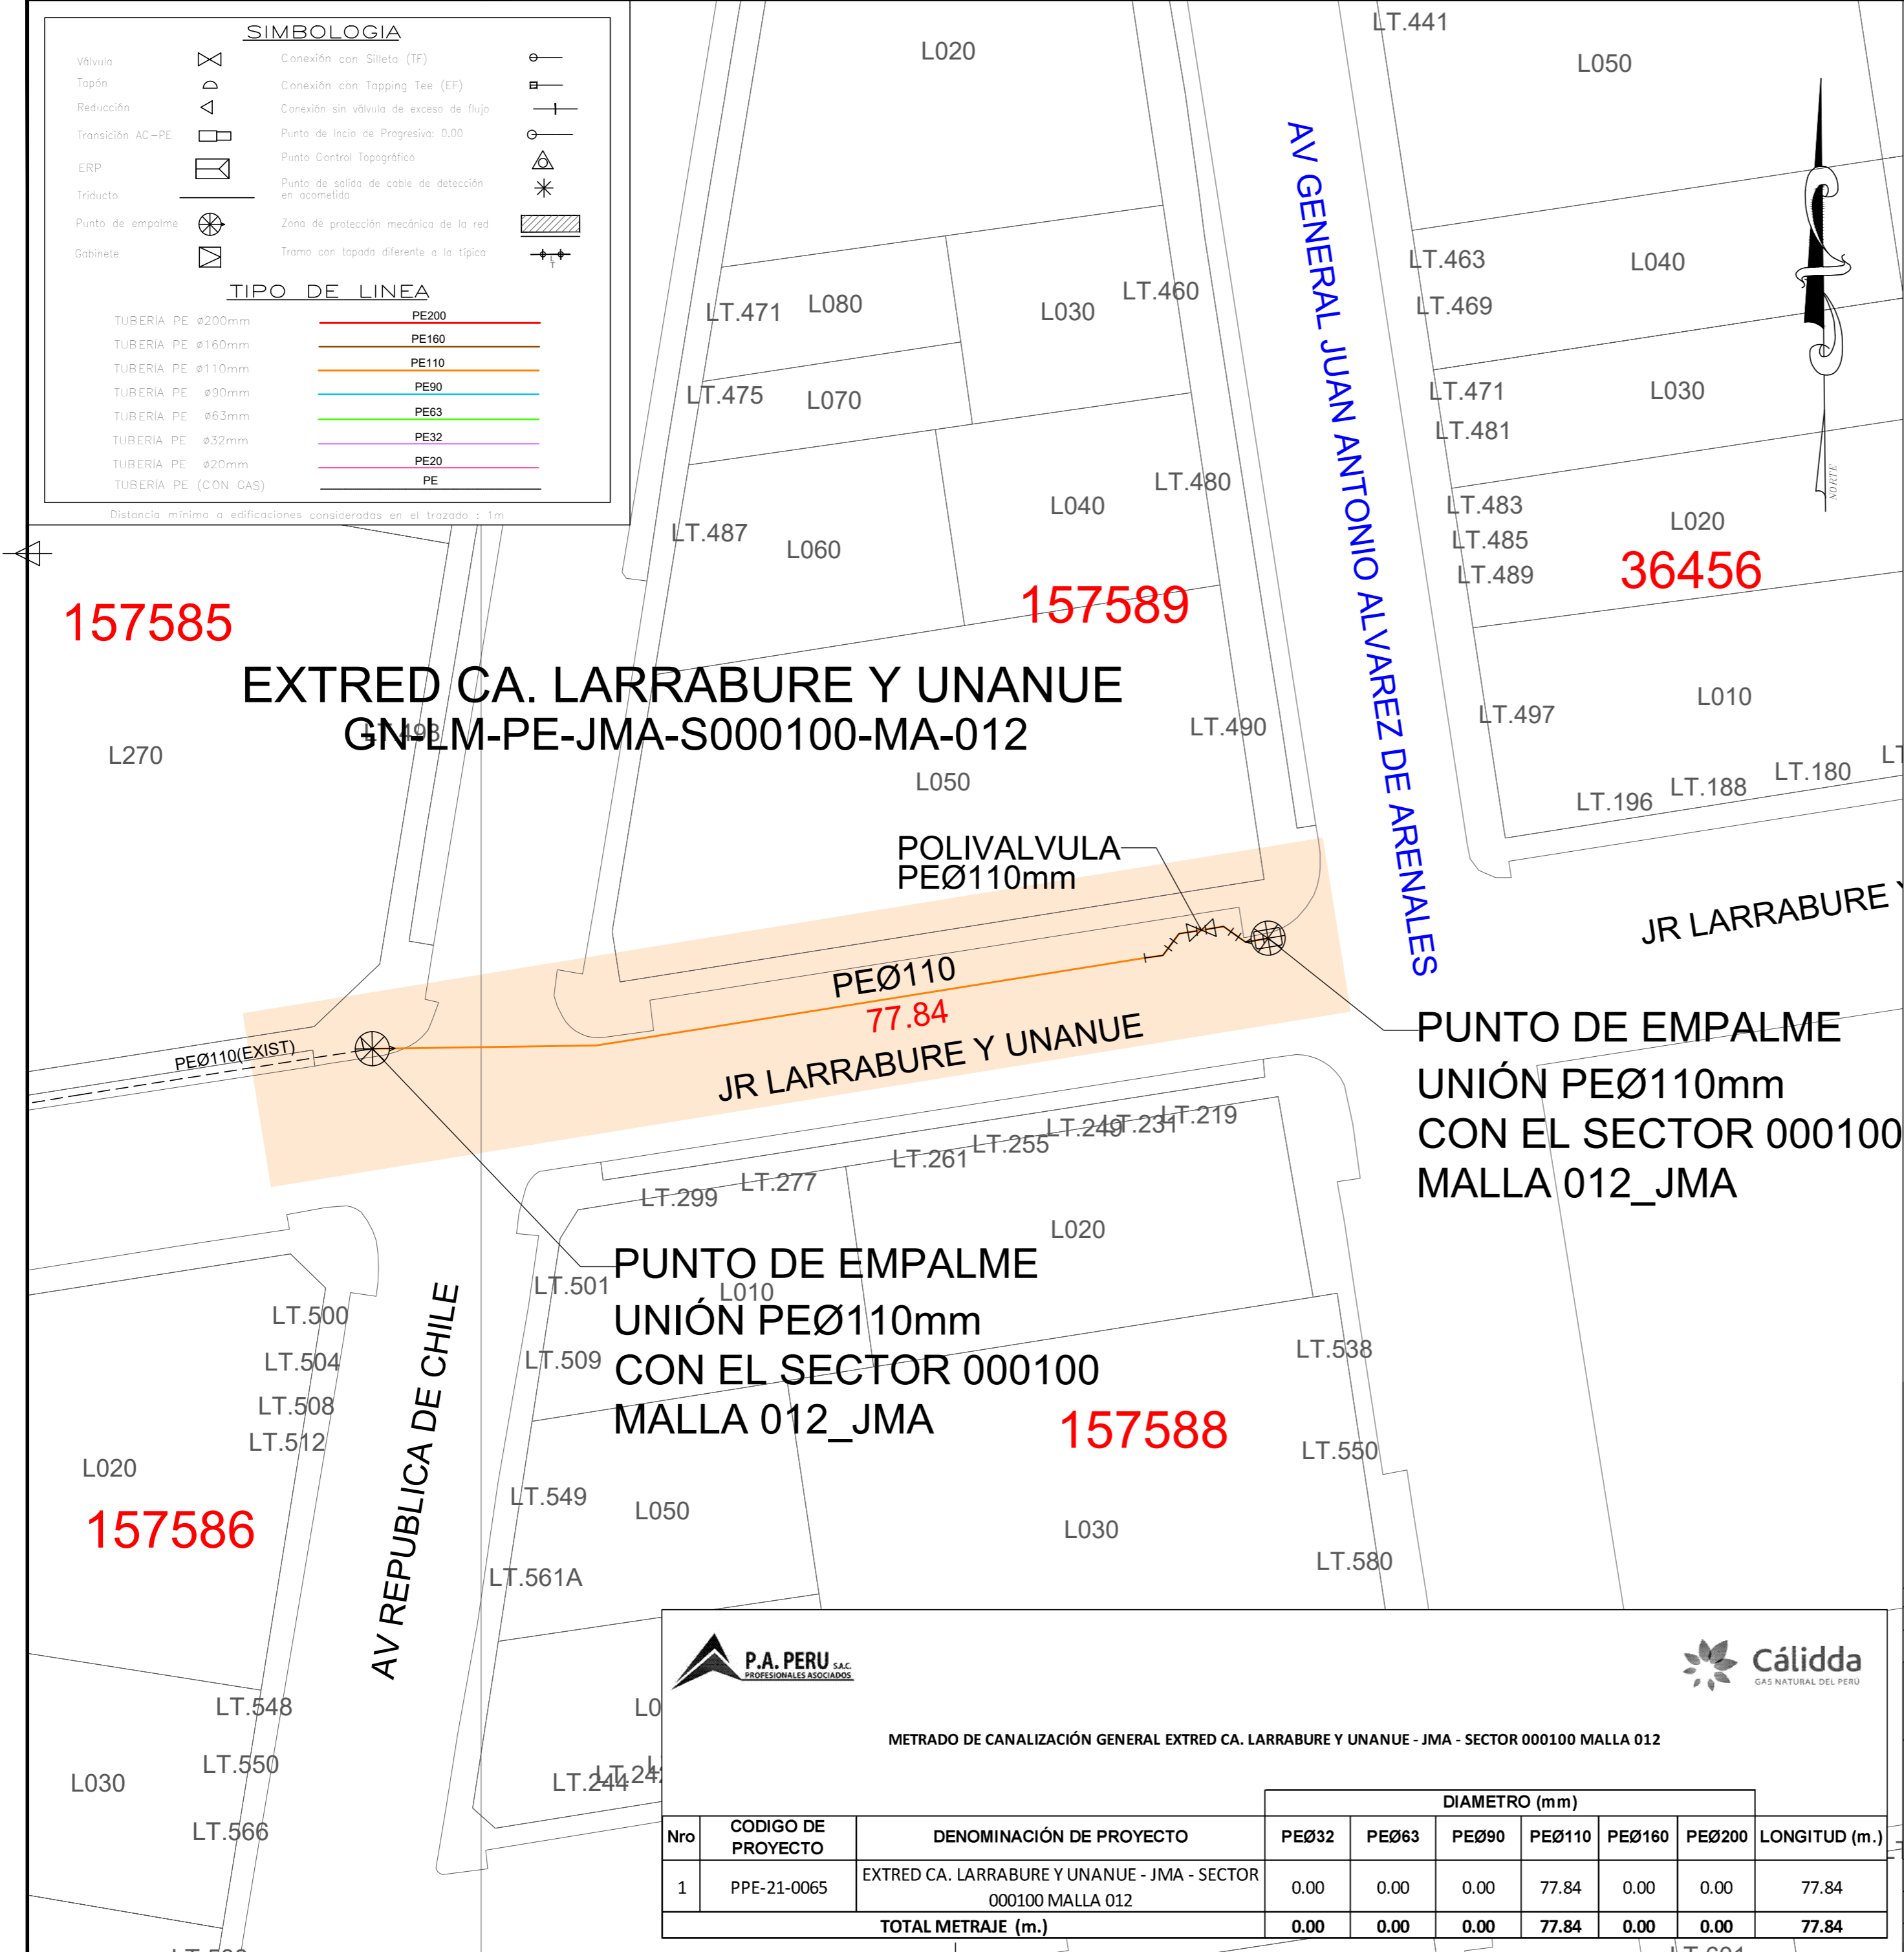 SIMBOLOGIA
Válvula
Conexión con Silleta (TF)
Tapón
Conexión con Tapping Tee (EF)
Reducción
Conexión sin válvula de exceso de flujo
Transición AC-PE
Punto de Incio de Progresiva: 0.00
ERP
Punto Control Topográfico
Triducto
Punto de salida de cable de detección
en acometida
Punto de empalme
Zona de protección mecánica de la red
Gabinete
Tramo con tapada diferente a la típica
TIPO DE LINEA
TUBERÍA PE ø200mm
PE200
TUBERÍA PE ø160mm
PE160
TUBERÍA PE ø110mm
PE110
TUBERÍA PE ø90mm
PE90
TUBERÍA PE ø63mm
PE63
TUBERÍA PE ø32mm
PE32
TUBERÍA PE ø20mm
PE20
TUBERÍA PE (CON GAS)
PE
Distancia mínima a edificaciones consideradas en el trazado : 1m
L020
LT.441
L050
AV GENERAL JUAN ANTONIO ALVAREZ DE ARENALES
LT.463
L040
LT.469
LT.471
L080
L030
LT.460
LT.471
L030
LT.481
LT.475
L070
NORTE
LT.480
L040
LT.483
L020
LT.485
LT.489
LT.487
L060
36456
157585
157589
EXTRED CA. LARRABURE Y UNANUE
GN-LM-PE-JMA-S000100-MA-012
LT.493
L270
LT.490
LT.497
L010
L050
LT.196
LT.188
LT.180
POLIVALVULA
PEØ110mm
JR LARRABURE
PEØ110
77.84
JR LARRABURE Y UNANUE
PEØ110(EXIST)
PUNTO DE EMPALME
UNIÓN PEØ110mm
CON EL SECTOR 000100
MALLA 012_JMA
LT.299
LT.277
LT.261
LT.255
LT.249
LT.231
LT.219
L020
PUNTO DE EMPALME
UNIÓN PEØ110mm
CON EL SECTOR 000100
MALLA 012_JMA
LT.501
L010
LT.509
LT.538
157588
LT.500
LT.504
LT.508
LT.512
L020
157586
AV REPUBLICA DE CHILE
LT.549
L050
LT.550
L030
LT.561A
LT.580
LT.548
LT.550
L030
LT.566
LT.244
P.A. PERU S.A.C.
PROFESIONALES ASOCIADOS
Cálidda
GAS NATURAL DEL PERÚ
METRADO DE CANALIZACIÓN GENERAL EXTRED CA. LARRABURE Y UNANUE - JMA - SECTOR 000100 MALLA 012
DIAMETRO (mm)
Nro CODIGO DE PROYECTO DENOMINACIÓN DE PROYECTO PEØ32 PEØ63 PEØ90 PEØ110 PEØ160 PEØ200 LONGITUD (m.)
1 PPE-21-0065 EXTRED CA. LARRABURE Y UNANUE - JMA - SECTOR 000100 MALLA 012 0.00 0.00 0.00 77.84 0.00 0.00 77.84
TOTAL METRAJE (m.) 0.00 0.00 0.00 77.84 0.00 0.00 77.84